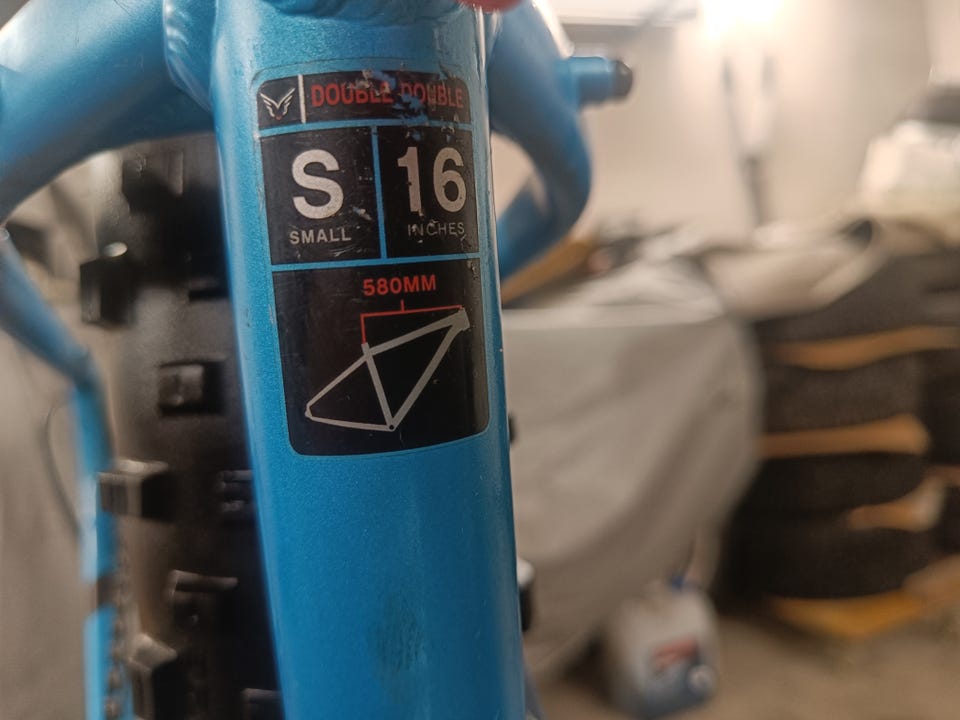 DOUBLE DOUBLE
S 16
SMALL INCHES
580MM